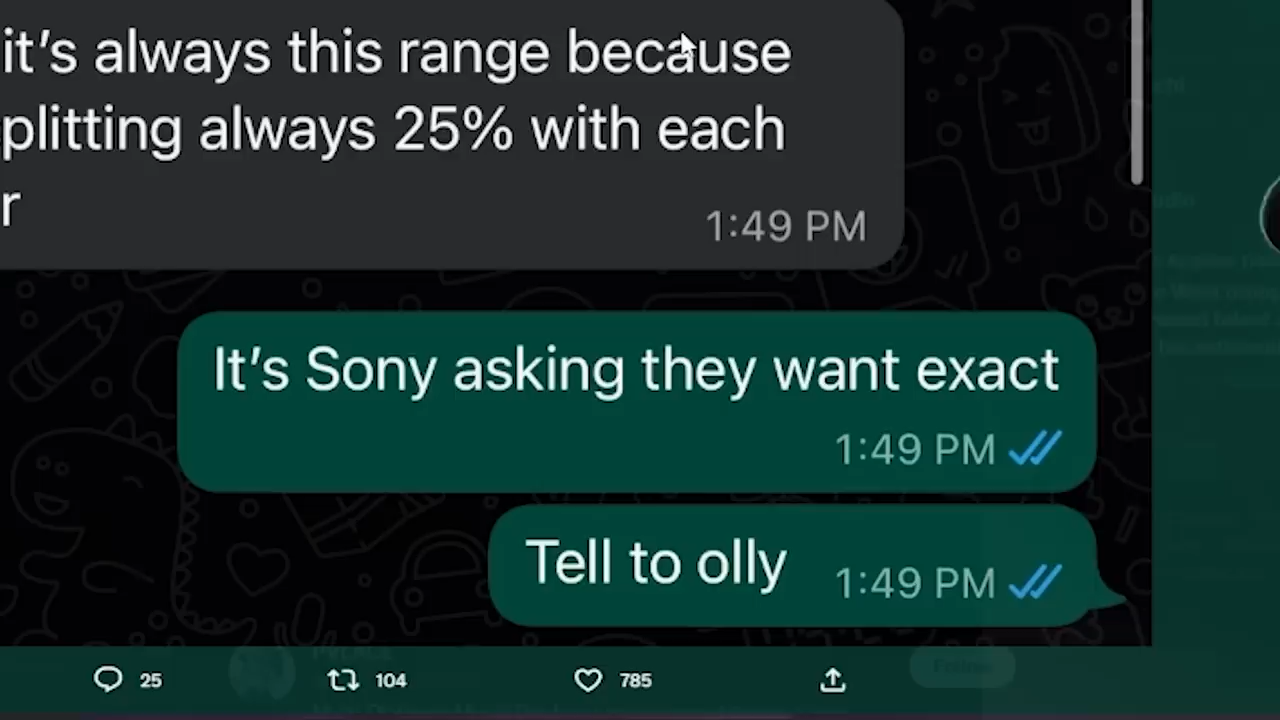 it's always this range because
plitting always 25% with each
r
1:49 PM
It's Sony asking they want exact
1:49 PM
Tell to olly
1:49 PM
25
104
785
Follow